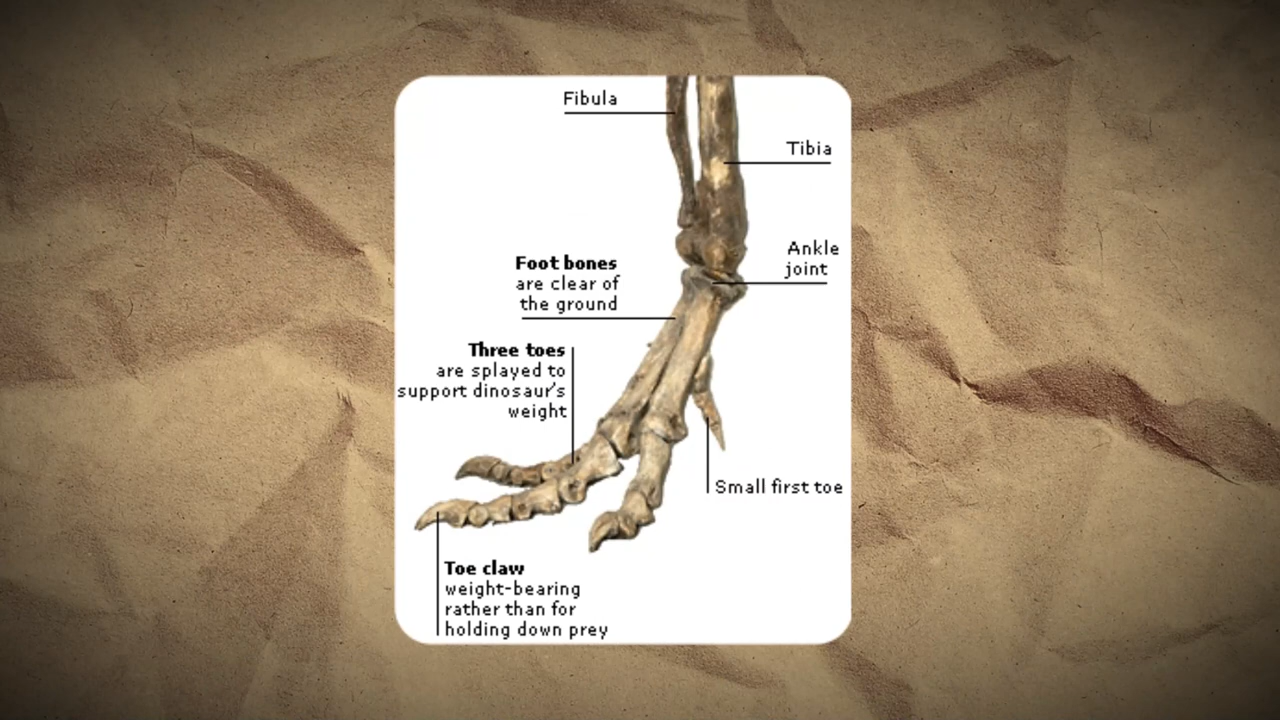 Fibula
Tibia
Ankle
joint
Foot bones
are clear of
the ground
Three toes
are splayed to
support dinosaur's
weight
Small first toe
Toe claw
weight-bearing
rather than for
holding down prey